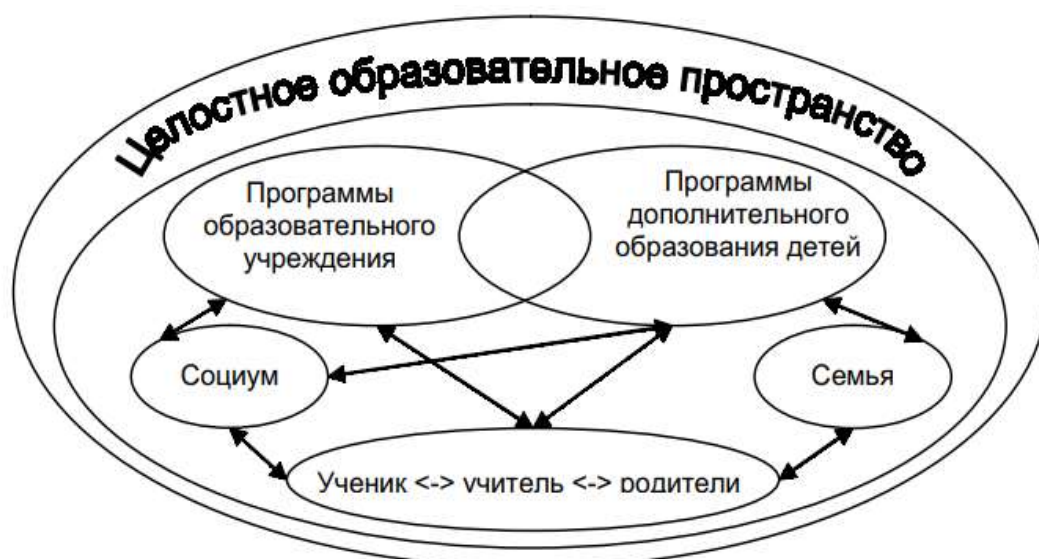 Целостное образовательное пространство
Программы
образовательного
учреждения
Программы
дополнительного
образования детей
Социум
Семья
Ученик <-> учитель <-> родители